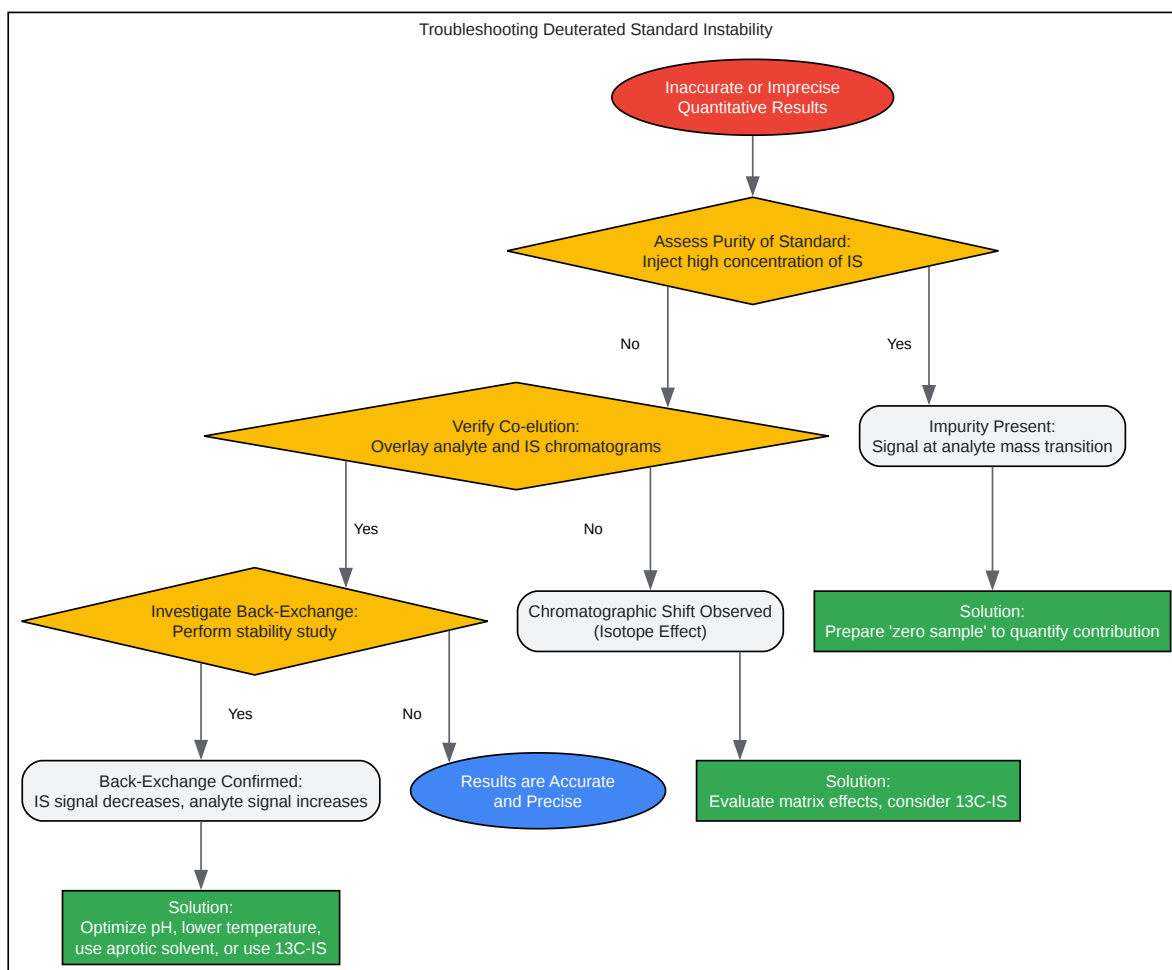 Troubleshooting Deuterated Standard Instability
Inaccurate or Imprecise
Quantitative Results
Assess Purity of Standard:
Inject high concentration of IS
No
Yes
Verify Co-elution:
Overlay analyte and IS chromatograms
Impurity Present:
Signal at analyte mass transition
Yes
No
Investigate Back-Exchange:
Perform stability study
Chromatographic Shift Observed
(Isotope Effect)
Solution:
Prepare 'zero sample' to quantify contribution
Yes
No
Back-Exchange Confirmed:
IS signal decreases, analyte signal increases
Results are Accurate
and Precise
Solution:
Evaluate matrix effects, consider 13C-IS
Solution:
Optimize pH, lower temperature,
use aprotic solvent, or use 13C-IS